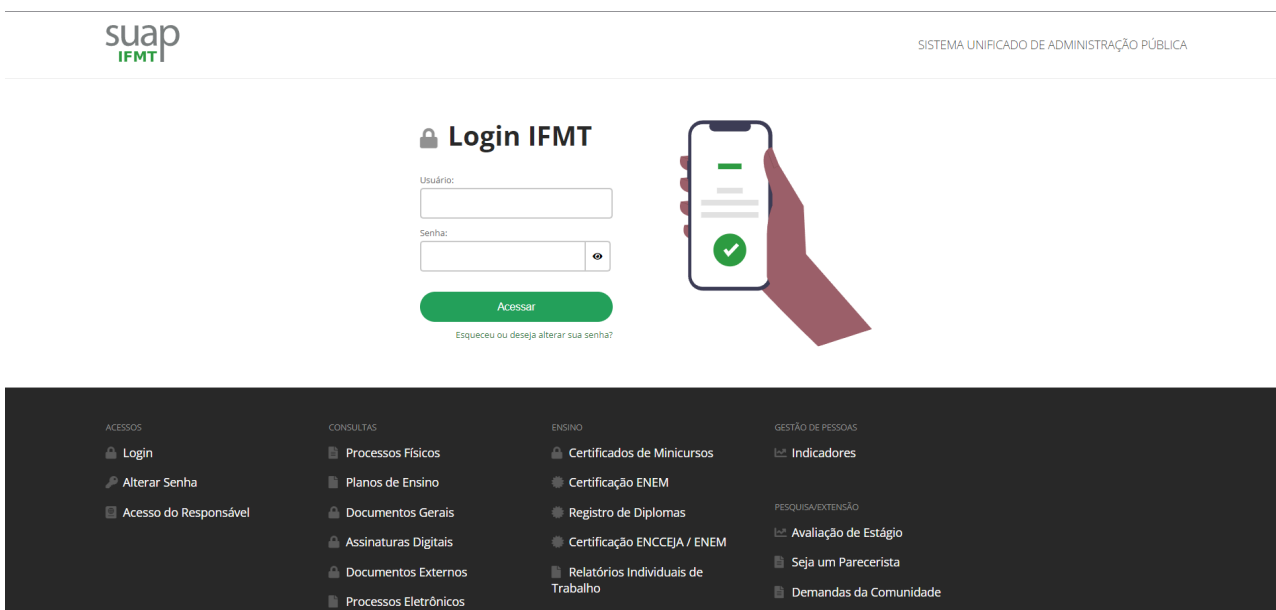 suap
IFMT
SISTEMA UNIFICADO DE ADMINISTRAÇÃO PÚBLICA
Login IFMT
Usuário:
Senha:
Acessar
Esqueceu ou deseja alterar sua senha?
ACESSOS
Login
Alterar Senha
Acesso do Responsável
CONSULTAS
Processos Físicos
Planos de Ensino
Documentos Gerais
Assinaturas Digitais
Documentos Externos
Processos Eletrônicos
ENSINO
Certificados de Minicursos
Certificação ENEM
Registro de Diplomas
Certificação ENCCEJA / ENEM
Relatórios Individuais de
Trabalho
GESTÃO DE PESSOAS
Indicadores
PESQUISA/EXTENSÃO
Avaliação de Estágio
Seja um Parecerista
Demandas da Comunidade